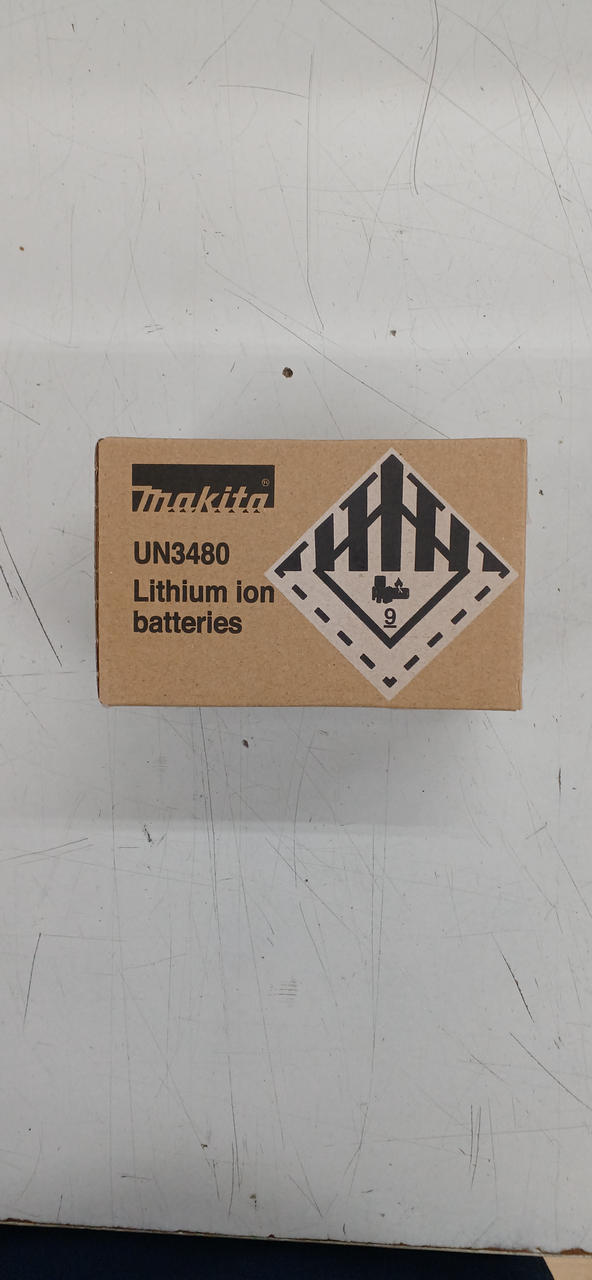 makita®
UN3480
Lithium ion
batteries
9